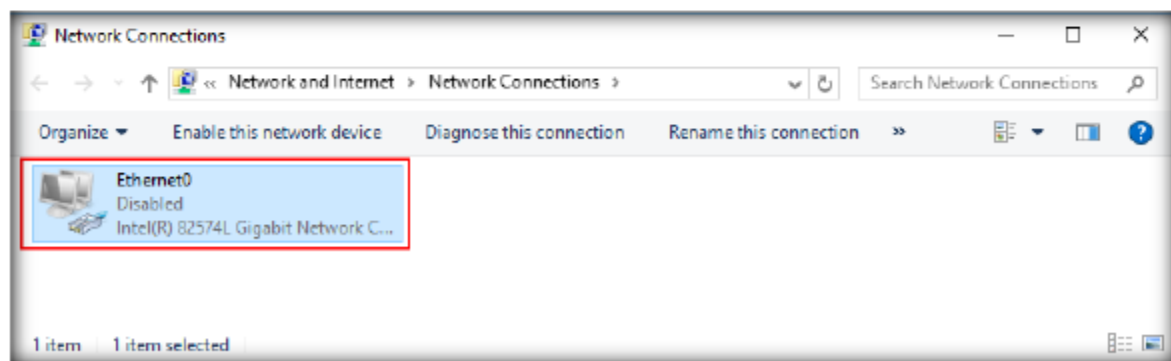 Network Connections
« Network and Internet > Network Connections >
Search Network Connections
Organize
Enable this network device
Diagnose this connection
Rename this connection
»
Ethernet0
Disabled
Intel(R) 82574L Gigabit Network C...
1 item
1 item selected